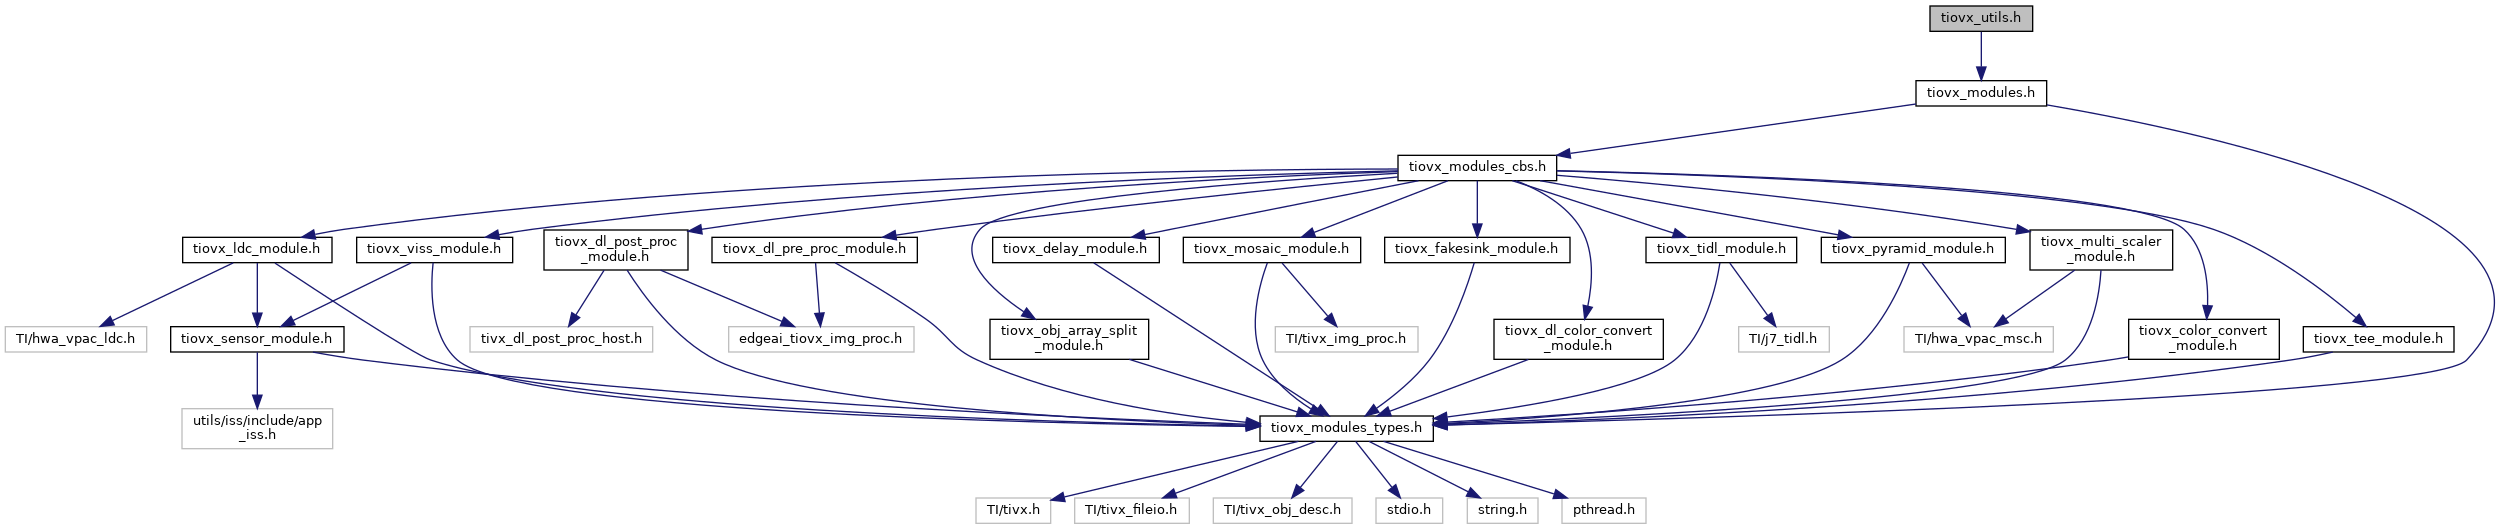 tiovx_utils.h
tiovx_modules.h
tiovx_modules_cbs.h
tiovx_ldc_module.h
tiovx_viss_module.h
tiovx_dl_post_proc
_module.h
tiovx_dl_pre_proc_module.h
tiovx_delay_module.h
tiovx_mosaic_module.h
tiovx_fakesink_module.h
tiovx_tidl_module.h
tiovx_pyramid_module.h
tiovx_multi_scaler
_module.h
TI/hwa_vpac_ldc.h
tiovx_sensor_module.h
tivx_dl_post_proc_host.h
edgeai_tiovx_img_proc.h
tiovx_obj_array_split
_module.h
TI/tivx_img_proc.h
tiovx_dl_color_convert
_module.h
TI/j7_tidl.h
TI/hwa_vpac_msc.h
tiovx_color_convert
_module.h
tiovx_tee_module.h
utils/iss/include/app
_iss.h
tiovx_modules_types.h
TI/tivx.h
TI/tivx_fileio.h
TI/tivx_obj_desc.h
stdio.h
string.h
pthread.h